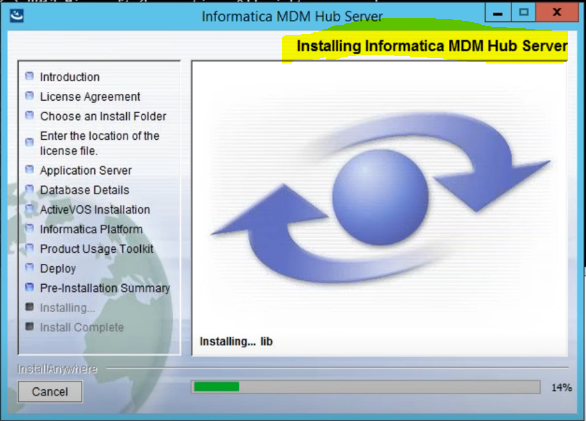 Informatica MDM Hub Server
Installing Informatica MDM Hub Server
Introduction
License Agreement
Choose an Install Folder
Enter the location of the
license file.
Application Server
Database Details
ActiveVOS Installation
Informatica Platform
Product Usage Toolkit
Deploy
Pre-Installation Summary
Installing...
Install Complete
Installing... lib
InstallAnywhere
Cancel
14%